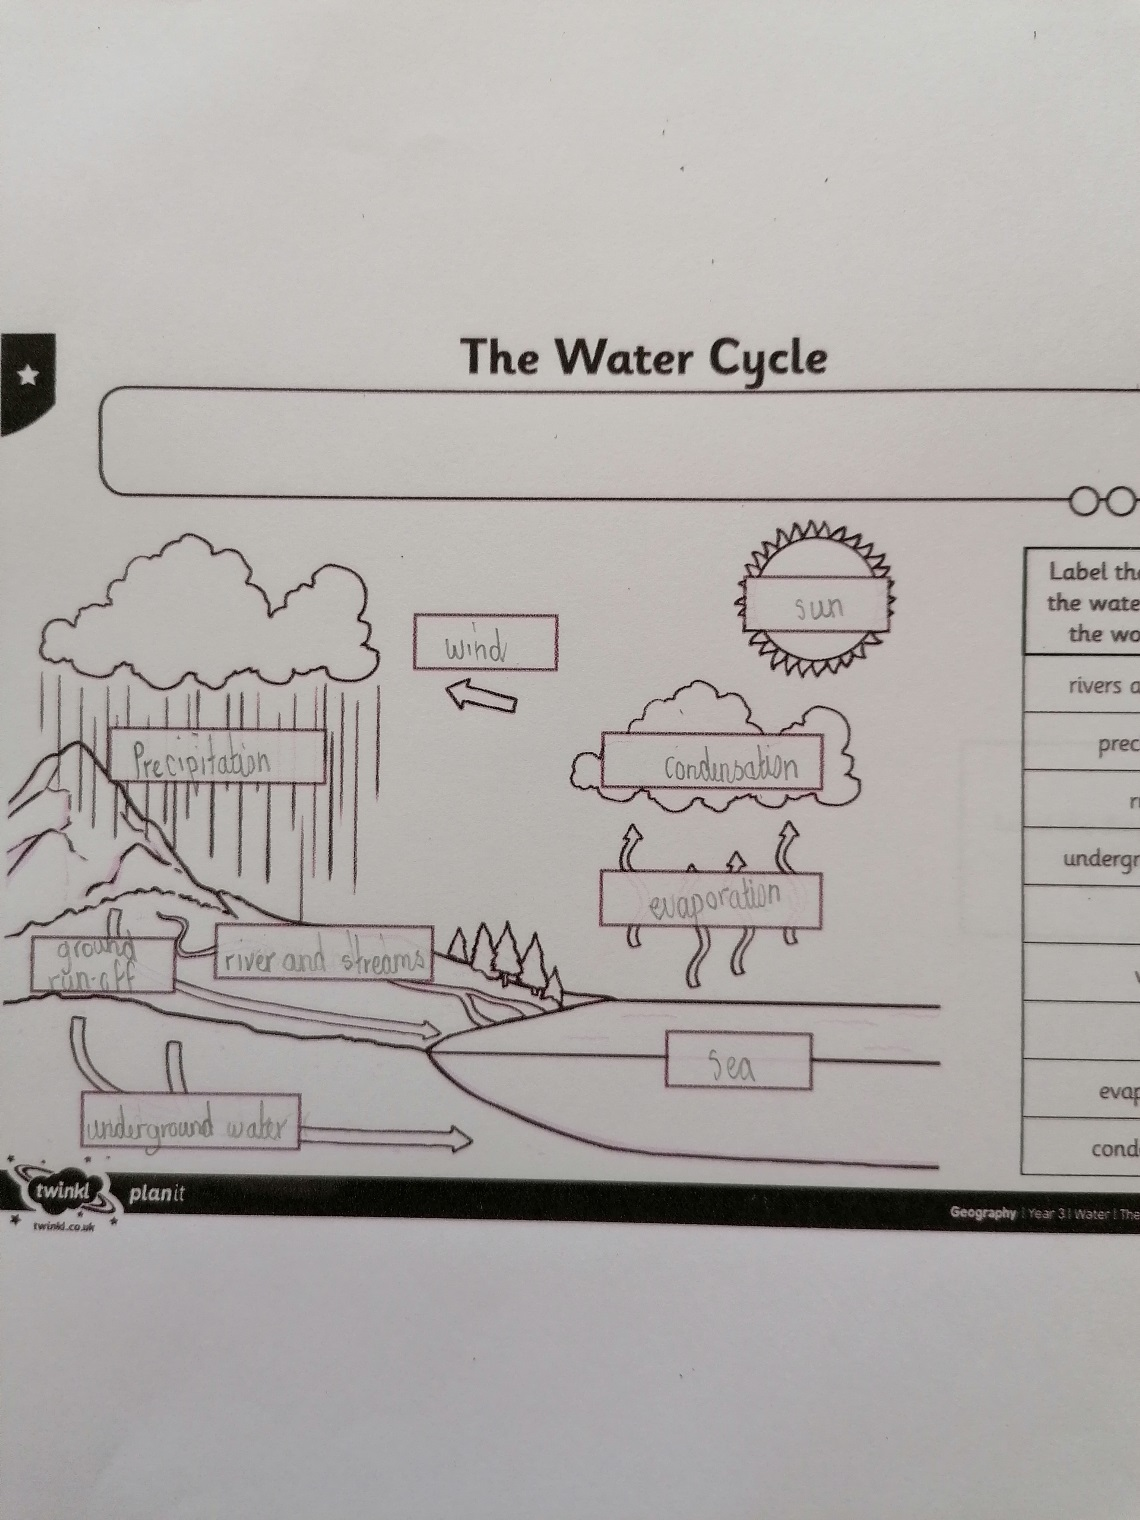 The Water Cycle
Label the
the wate
the wo
rivers a
prec
undergr
evap
cond
sun
wind
Precipitation
condensation
evaporation
ground
run-off
river and streams
Sea
underground water
twinkl
planit
twinkl.co.uk
Geography | Year 3 | Water | The